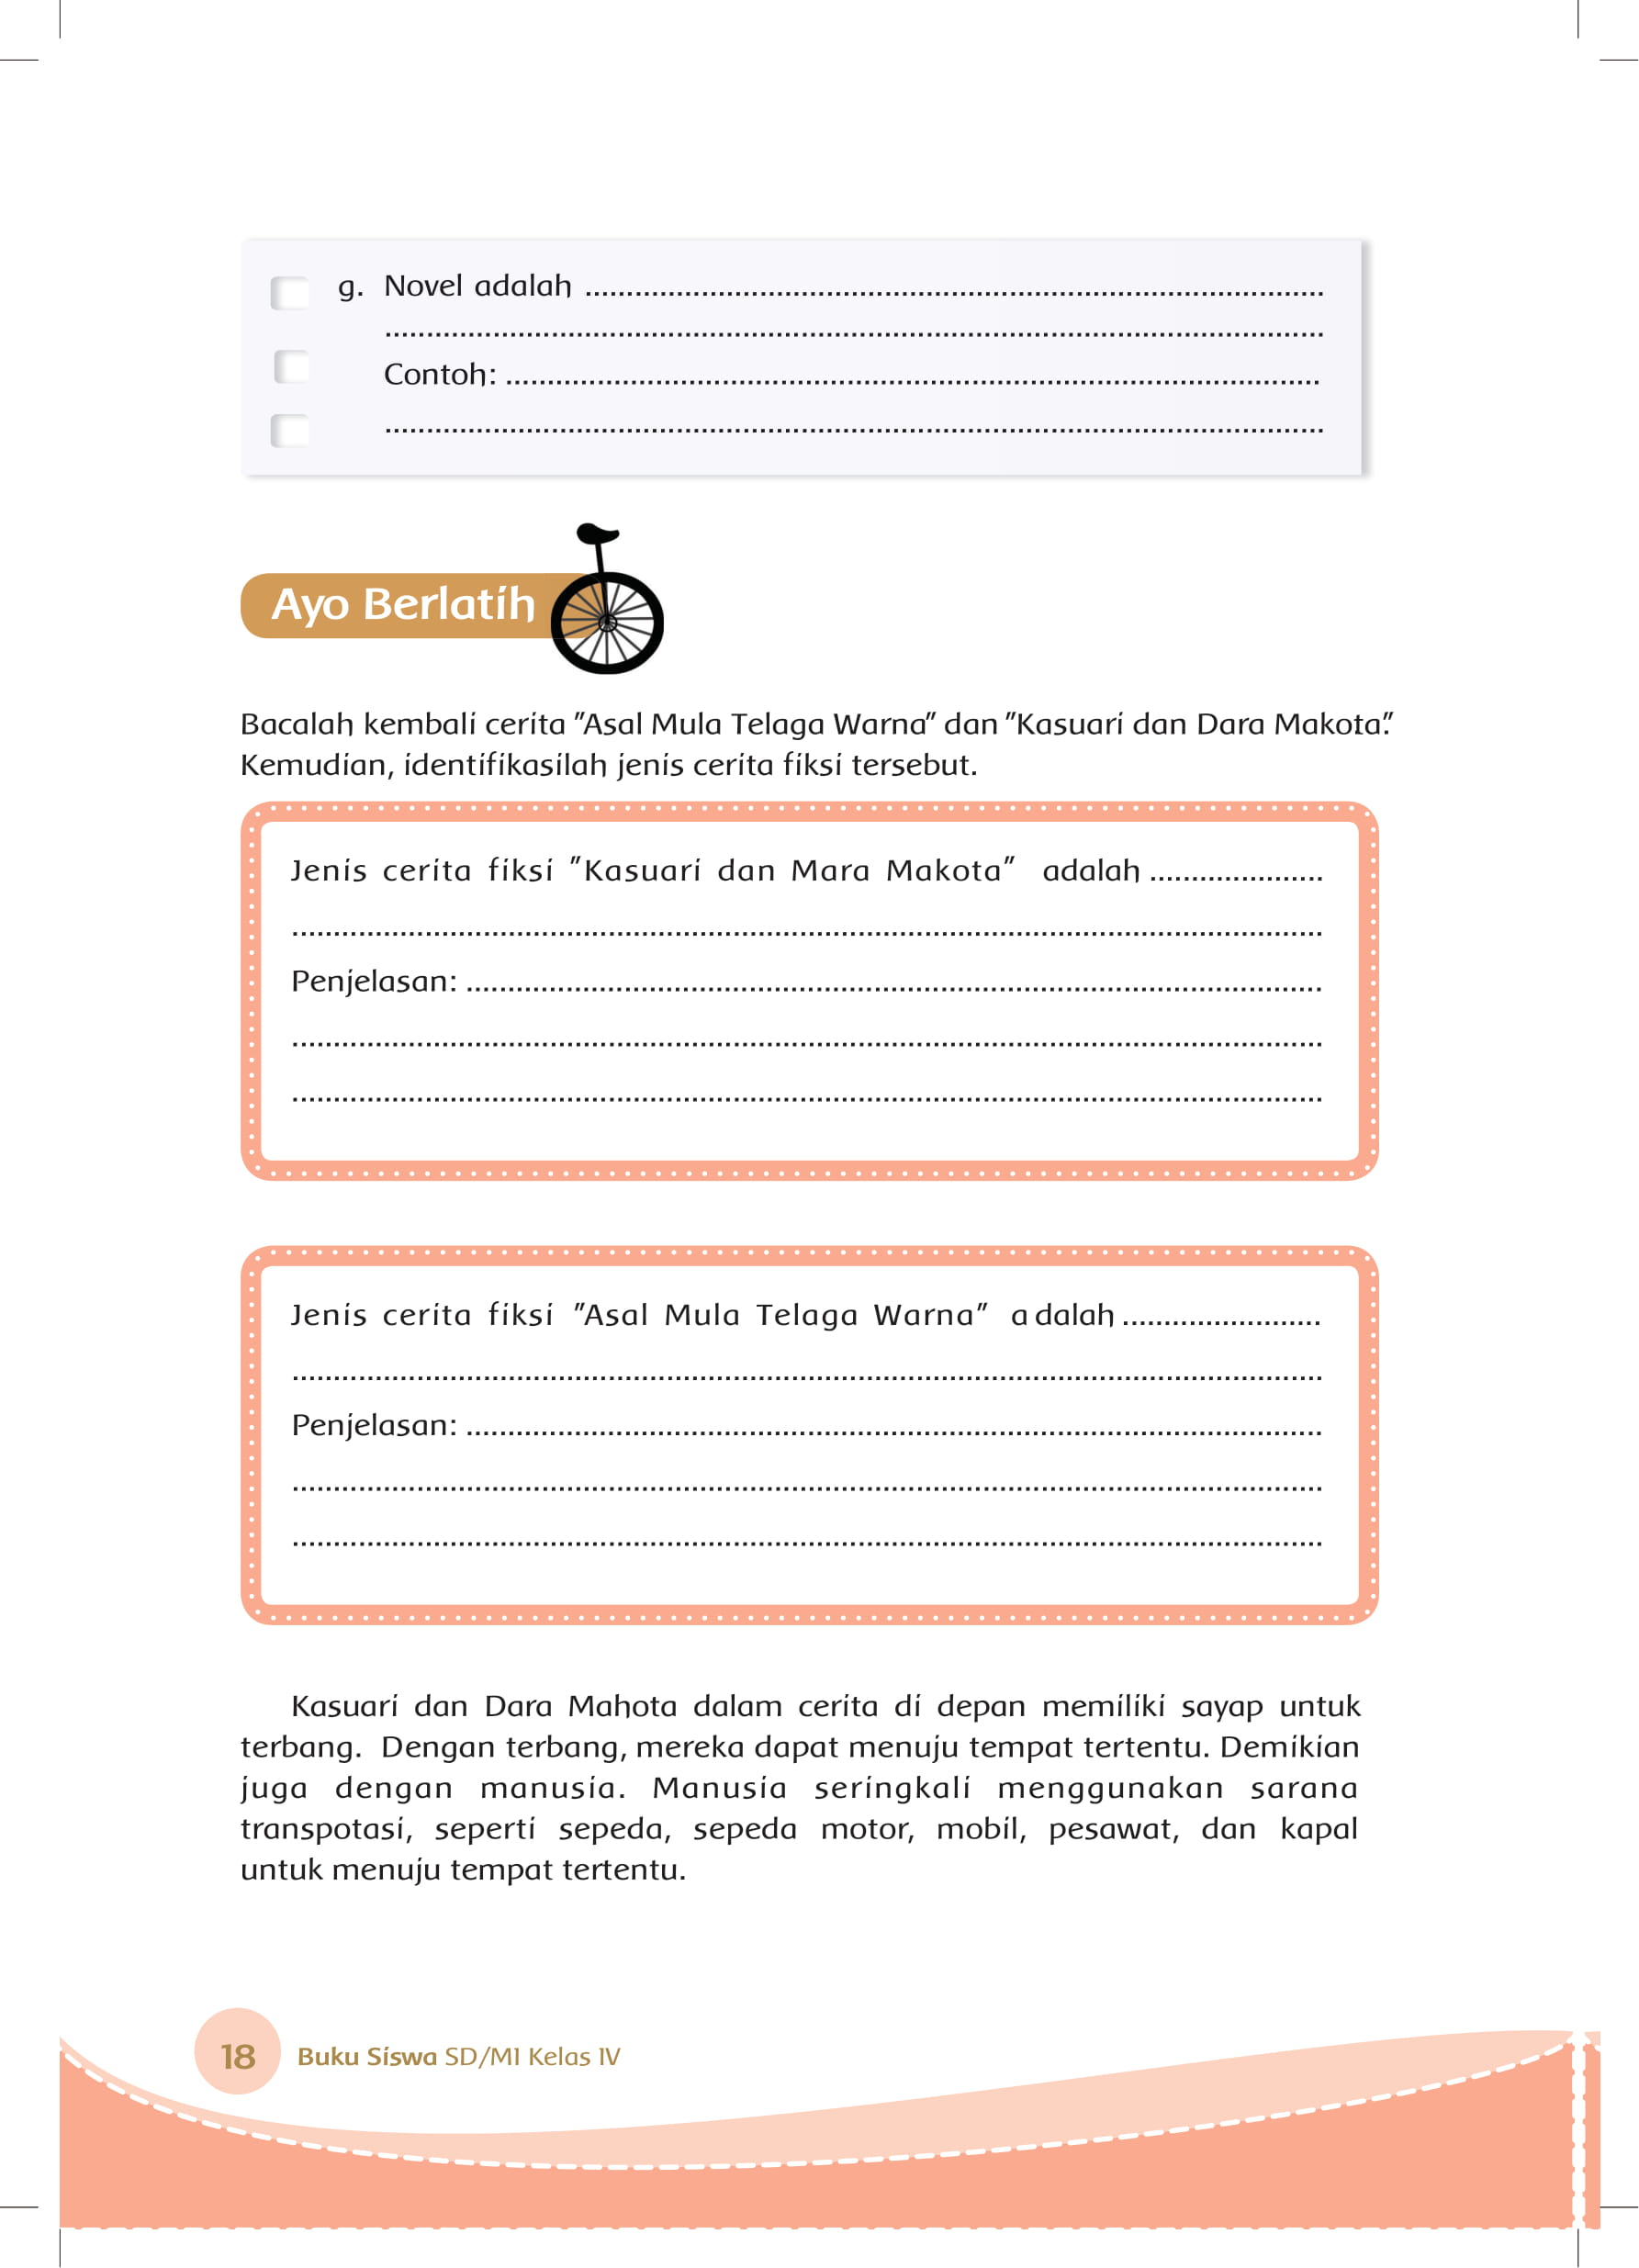 g. Novel adalah ................................................................................
................................................................................
Contoh: ................................................................................
................................................................................
Ayo Berlatih
Bacalah kembali cerita "Asal Mula Telaga Warna" dan "Kasuari dan Dara Makota."
Kemudian, identifikasilah jenis cerita fiksi tersebut.
Jenis cerita fiksi "Kasuari dan Mara Makota" adalah .....................
................................................................................
Penjelasan: ................................................................................
................................................................................
................................................................................
Jenis cerita fiksi "Asal Mula Telaga Warna" a dalah ........................
................................................................................
Penjelasan: ................................................................................
................................................................................
................................................................................
Kasuari dan Dara Mahota dalam cerita di depan memiliki sayap untuk
terbang. Dengan terbang, mereka dapat menuju tempat tertentu. Demikian
juga dengan manusia. Manusia seringkali menggunakan sarana
transpotasi, seperti sepeda, sepeda motor, mobil, pesawat, dan kapal
untuk menuju tempat tertentu.
18 Buku Siswa SD/MI Kelas IV